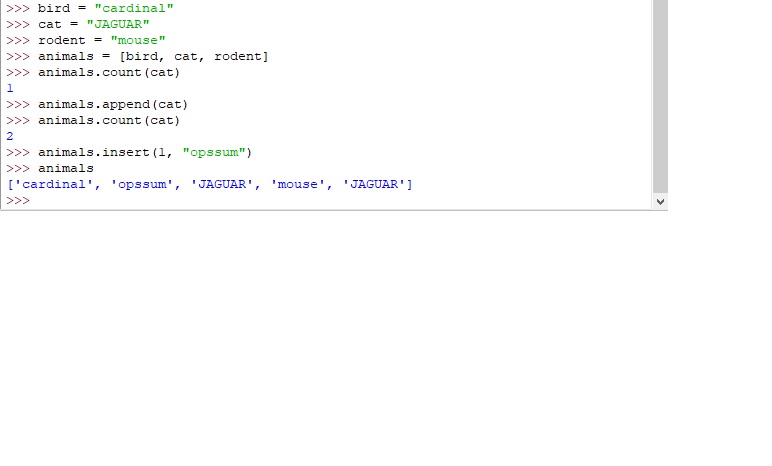 >>> bird = "cardinal"
>>> cat = "JAGUAR"
>>> rodent = "mouse"
>>> animals = [bird, cat, rodent]
>>> animals.count(cat)
1
>>> animals.append(cat)
>>> animals.count(cat)
2
>>> animals.insert(1, "opssum")
>>> animals
['cardinal', 'opssum', 'JAGUAR', 'mouse', 'JAGUAR']
>>>